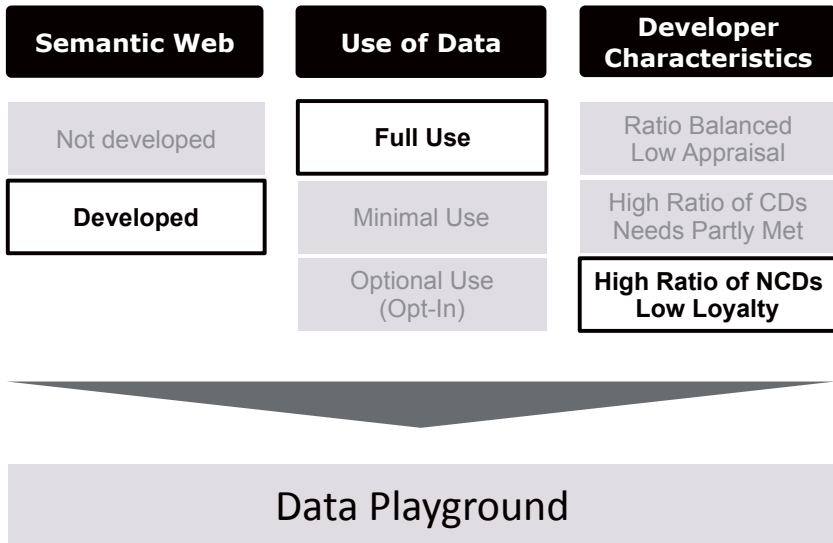 Semantic Web
Use of Data
Developer
Characteristics
Not developed
Developed
Full Use
Minimal Use
Optional Use
(Opt-In)
Ratio Balanced
Low Appraisal
High Ratio of CDs
Needs Partly Met
High Ratio of NCDs
Low Loyalty
Data Playground